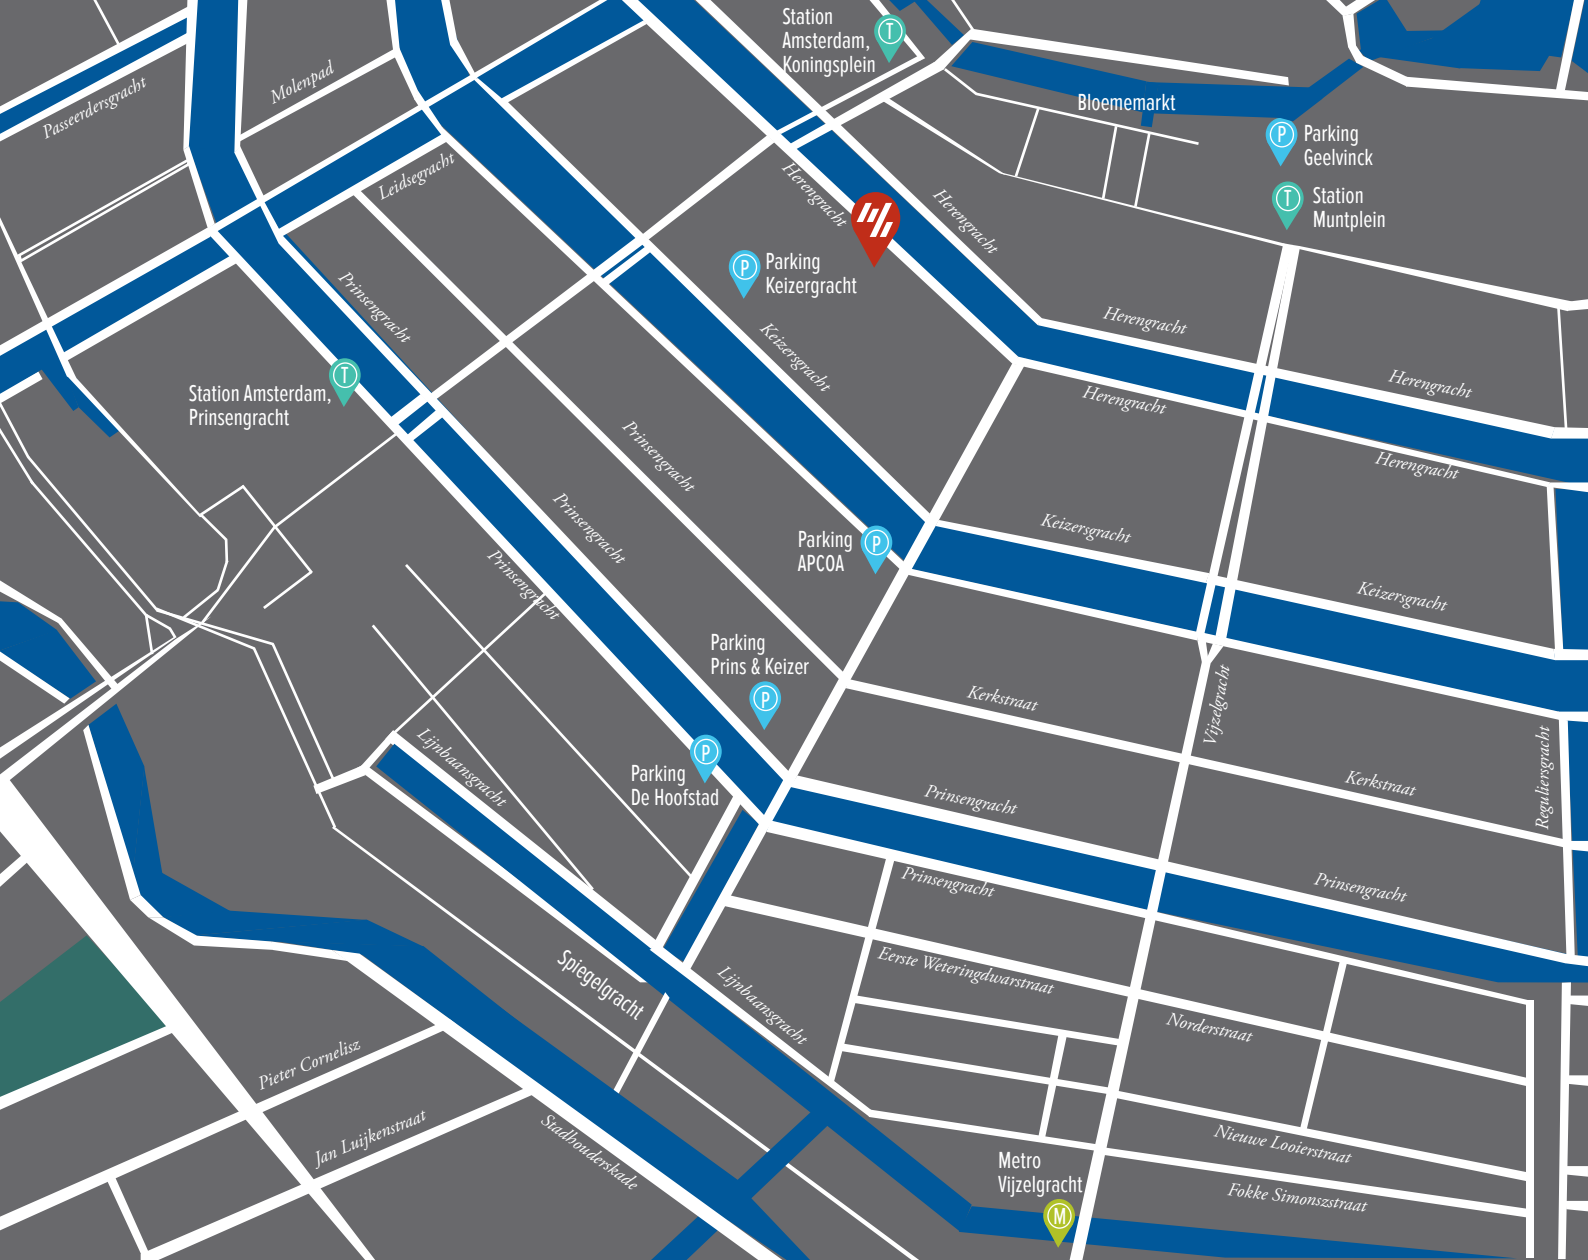 Station
Amsterdam,
Koningsplein
T
Passeerdersgracht
Molenpad
Bloememarkt
P
Parking
Geelvinck
Leidsegracht
Herengracht
Herengracht
T
Station
Muntplein
P
Parking
Keizergracht
Prinsengracht
Keizersgracht
Herengracht
Herengracht
Herengracht
Herengracht
T
Station Amsterdam,
Prinsengracht
Prinsengracht
Prinsengracht
Prinsengracht
Keizersgracht
Keizersgracht
Parking
APCOA
P
Parking
Prins & Keizer
P
Kerkstraat
Vijzelgracht
Kerkstraat
Reguliersgracht
Lijnbaansgracht
P
Parking
De Hoofstad
Prinsengracht
Prinsengracht
Prinsengracht
Eerste Weteringdwarstraat
Spiegelgracht
Lijnbaansgracht
Norderstraat
Pieter Cornelisz
Jan Luijkenstraat
Stadhouderskade
Nieuwe Looierstraat
Fokke Simonszstraat
Metro
Vijzelgracht
M